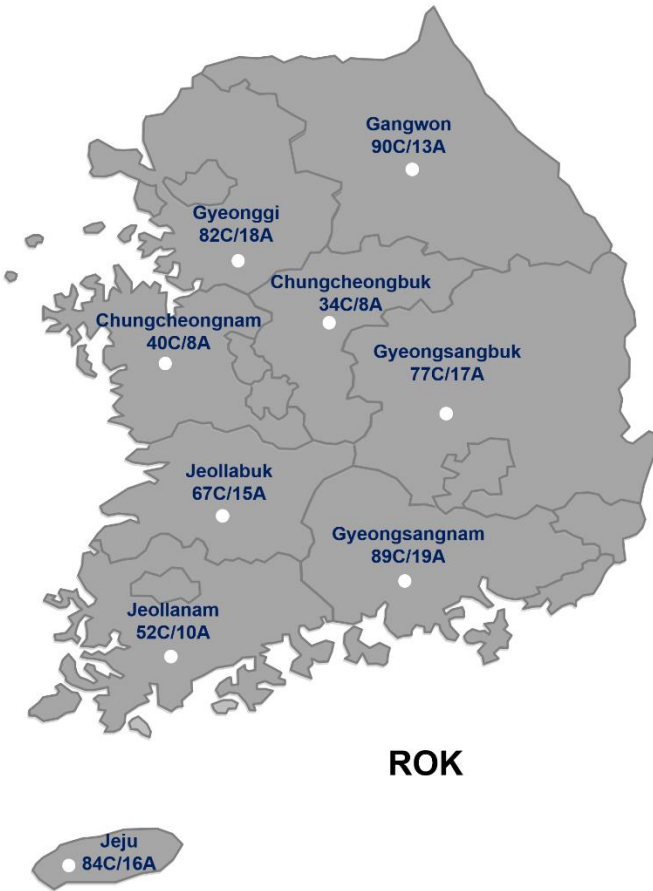 Gangwon
90C/13A
Gyeonggi
82C/18A
Chungcheongbuk
34C/8A
Chungcheongnam
40C/8A
Gyeongsangbuk
77C/17A
Jeollabuk
67C/15A
Gyeongsangnam
89C/19A
Jeollanam
52C/10A
ROK
Jeju
84C/16A